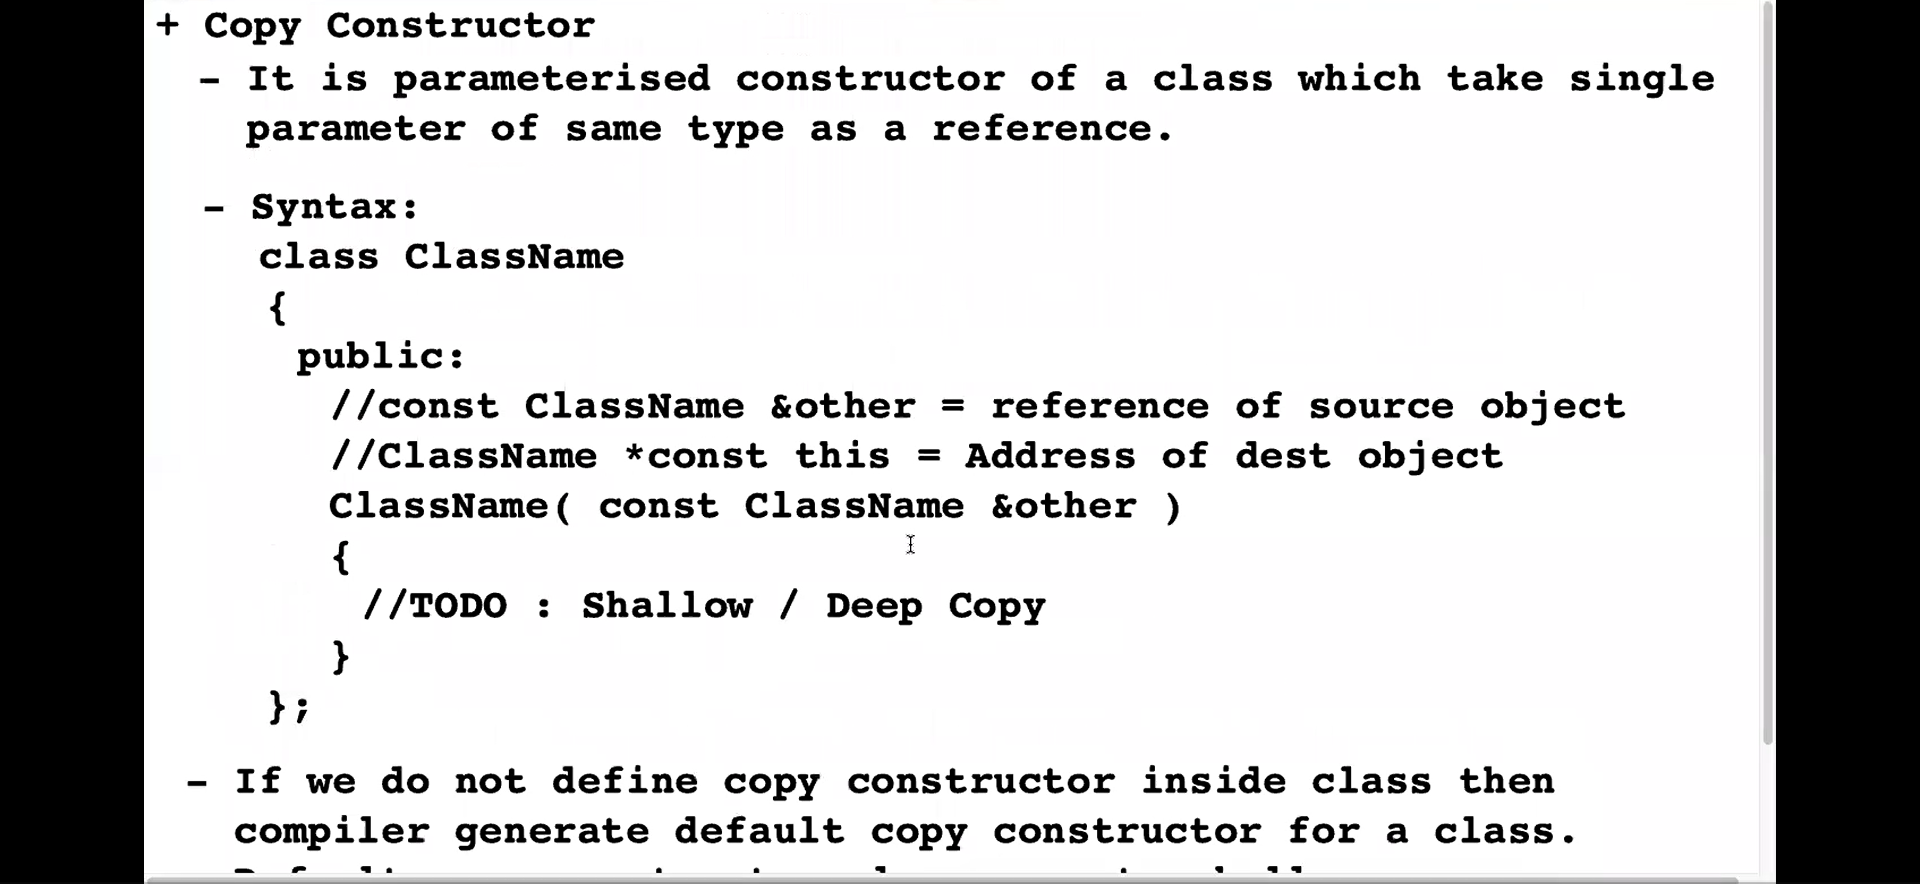 + Copy Constructor
- It is parameterised constructor of a class which take single
parameter of same type as a reference.
- Syntax:
class ClassName
{
public:
//const ClassName &other = reference of source object
//ClassName *const this = Address of dest object
ClassName( const ClassName &other )
{
//TODO : Shallow / Deep Copy
}
};
- If we do not define copy constructor inside class then
compiler generate default copy constructor for a class.